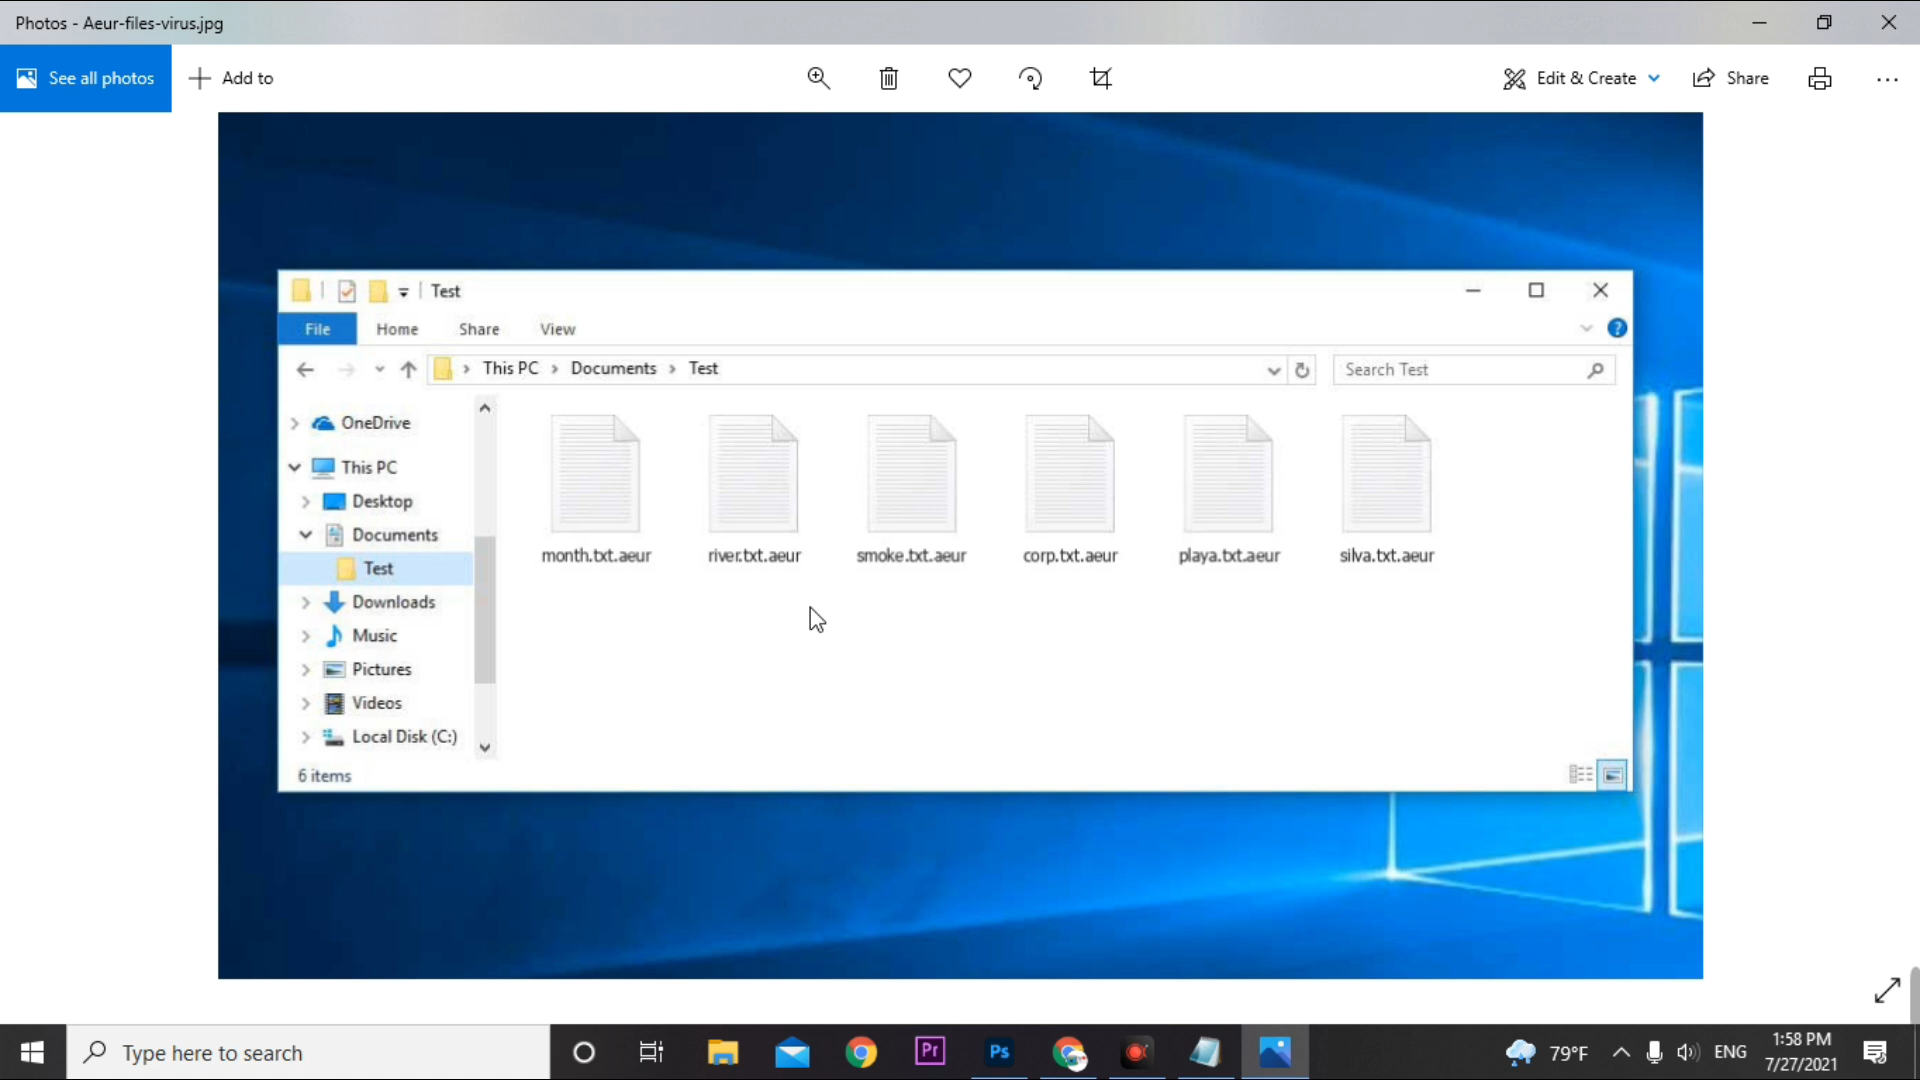 Photos - Aeur-files-virus.jpg
See all photos
Add to
Edit & Create
Share
Test
File
Home
Share
View
This PC
Documents
Test
Search Test
OneDrive
This PC
Desktop
Documents
Test
Downloads
Music
Pictures
Videos
Local Disk (C:)
month.txt.aeur
river.txt.aeur
smoke.txt.aeur
corp.txt.aeur
playa.txt.aeur
silva.txt.aeur
6 items
Type here to search
Pr
Ps
79°F
ENG
1:58 PM
7/27/2021